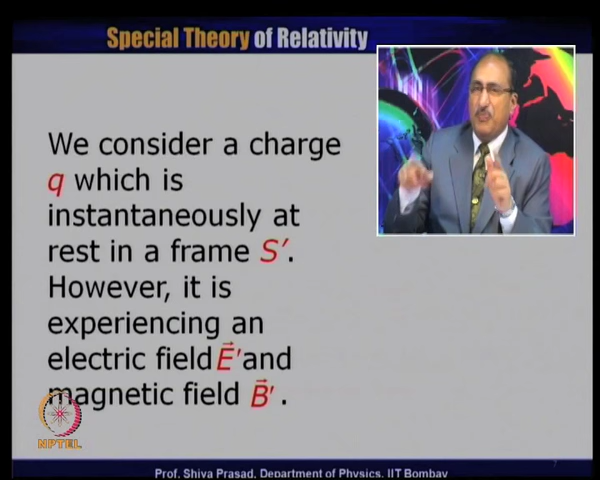 Special Theory of Relativity
We consider a charge
q which is
instantaneously at
rest in a frame S′.
However, it is
experiencing an
electric field E⃗′ and
magnetic field B⃗′ .
NPTEL
Prof. Shiva Prasad, Department of Physics, IIT Bombay
7